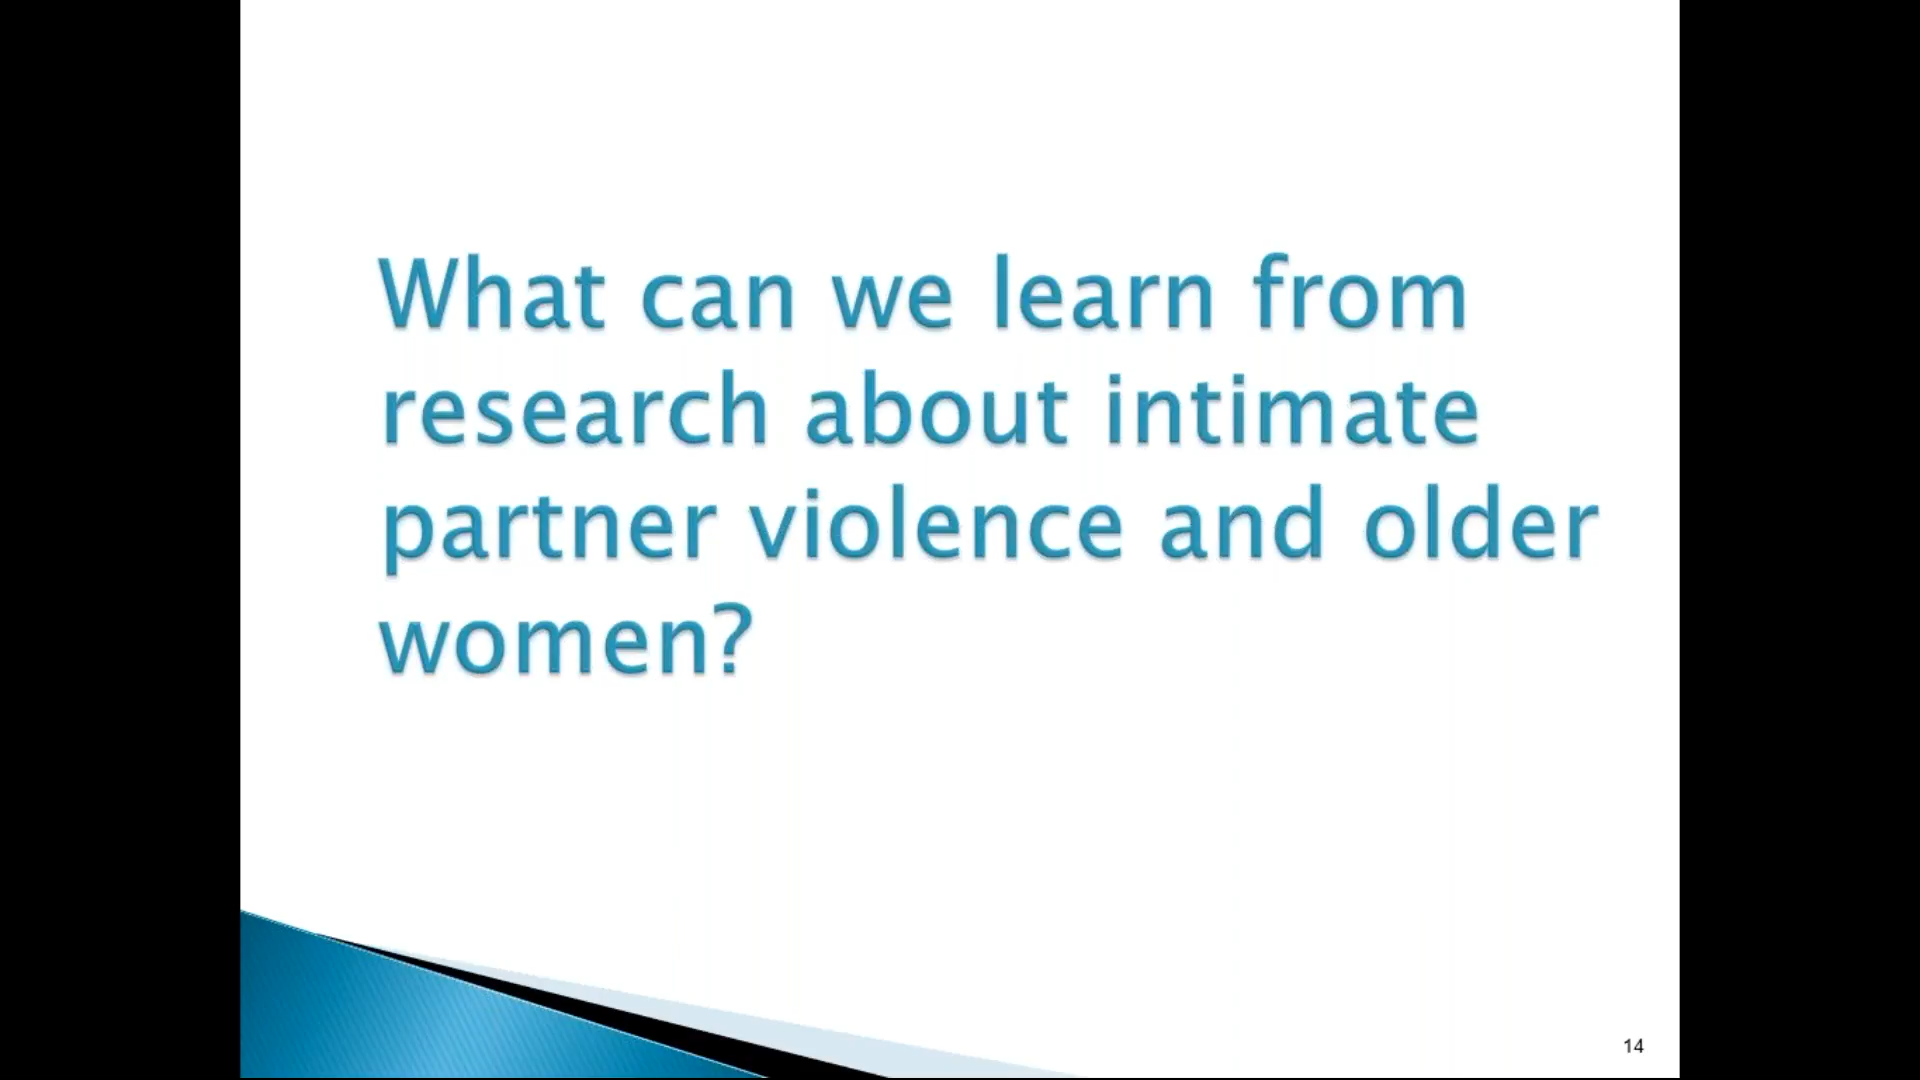 What can we learn from
research about intimate
partner violence and older
women?
14